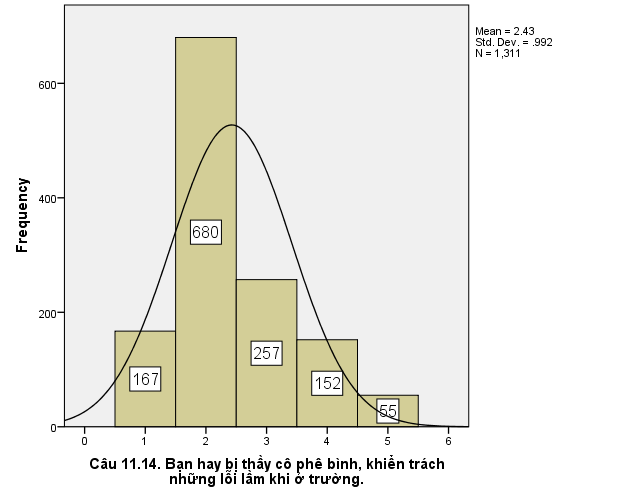 Mean = 2.43
Std. Dev. = .992
N = 1,311
Frequency
600
400
200
0
680
257
167
152
55
0 1 2 3 4 5 6
Câu 11.14. Bạn hay bị thầy cô phê bình, khiển trách
những lỗi lầm khi ở trường.